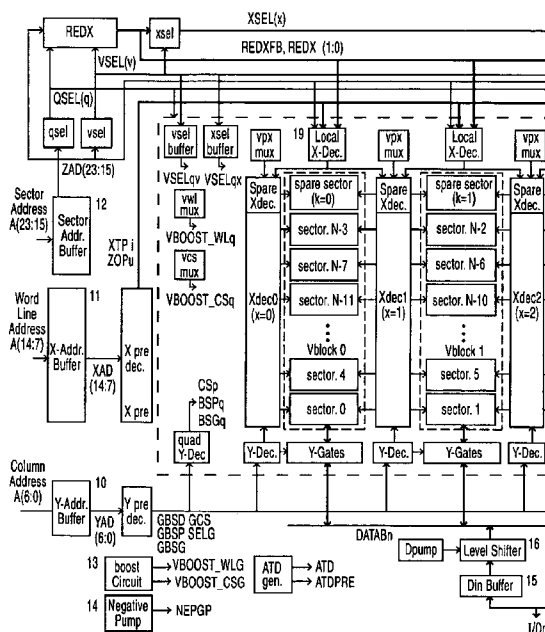 REDX
xsel
XSEL(x)
REDXFB, REDX (1:0)
VSEL(v)
QSEL(q)
qsel
vsel
ZAD(23:15)
vsel
buffer
xsel
buffer
VSELqv VSELqx
19
vpx
mux
Local
X-Dec.
vpx
mux
Local
X-Dec.
vpx
mux
Sector
Address
A(23:15)
12
Sector
Addr.
Buffer
XTP i
ZOPu
vwl
mux
VBOOST_WLq
vcs
mux
VBOOST_CSq
Spare
Xdec.
spare sector
(k=0)
Spare
Xdec.
spare sector
(k=1)
Spare
Xdec.
sector. N-3
sector. N-2
sector. N-7
sector. N-6
sector. N-11
sector. N-10
Xdec0
(x=0)
Xdec1
(x=1)
Xdec2
(x=2)
Vblock 0
Vblock 1
sector. 4
sector. 5
sector. 0
sector. 1
Word
Line
Address
A(14:7)
11
X-Addr.
Buffer
XAD
(14:7)
X pre
dec.
X pre
CSp
BSPq
BSGq
quad
Y-Dec
Y-Dec.
Y-Gates
Y-Dec.
Y-Gates
Y-Dec.
Column
Address
A(6:0)
10
Y-Addr.
Buffer
YAD
(6:0)
Y pre
dec.
GBSD GCS
GBSP SELG
GBSG
DATABn
13
boost
Circuit
VBOOST_WLG
VBOOST_CSG
ATD
gen.
ATD
ATDPRE
Dpump
Level Shifter
16
Din Buffer
15
14
Negative
Pump
NEPGP
I/On